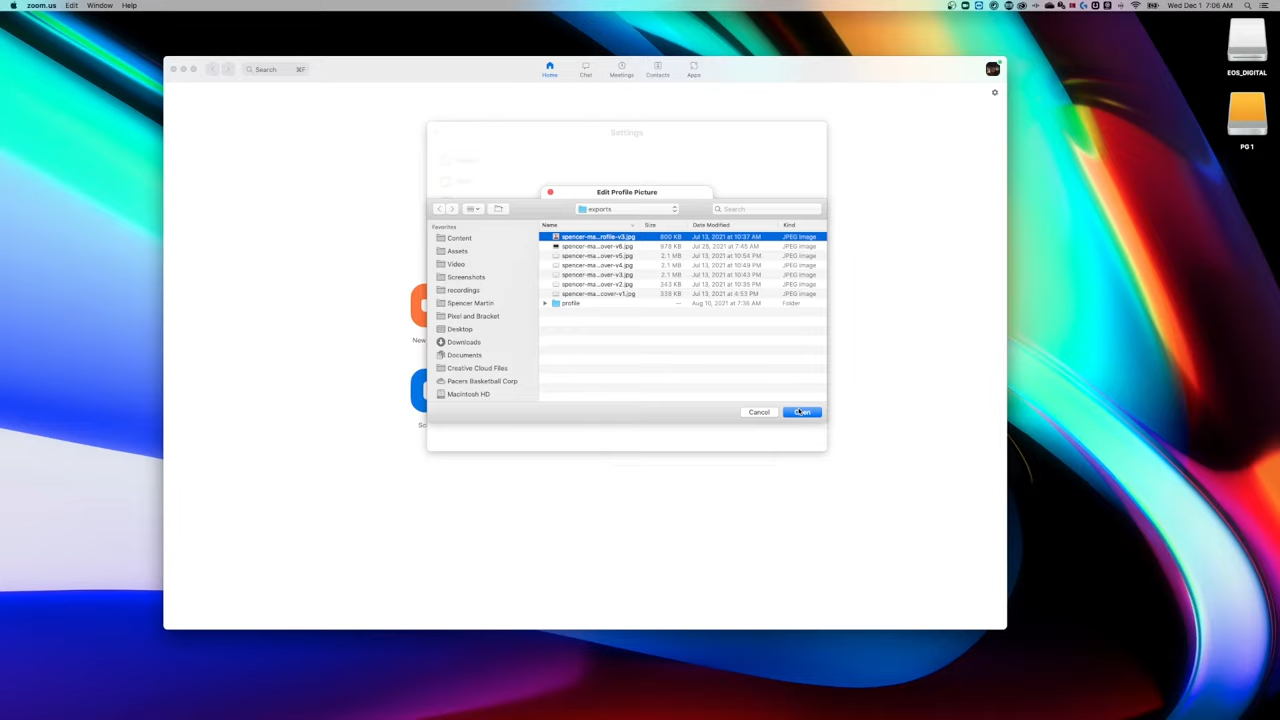 zoom.us Edit Window Help
Wed Dec 1 7:06 AM
Search ⌘F
Home Chat Meetings Contacts Apps
EOS_DIGITAL
PG 1
Settings
Edit Profile Picture
exports
Search
Favorites
Content
Assets
Video
Screenshots
recordings
Spencer Martin
Pixel and Bracket
Desktop
Downloads
Documents
Creative Cloud Files
Pacers Basketball Corp
Macintosh HD
Name Size Date Modified Kind
spencer-ma...rofile-v3.jpg 800 KB Jul 13, 2021 at 10:37 AM JPEG image
spencer-ma...over-v6.jpg 978 KB Jul 25, 2021 at 7:45 AM JPEG image
spencer-ma...over-v5.jpg 2.1 MB Jul 13, 2021 at 10:54 PM JPEG image
spencer-ma...over-v4.jpg 2.1 MB Jul 13, 2021 at 10:49 PM JPEG image
spencer-ma...over-v3.jpg 2.1 MB Jul 13, 2021 at 10:43 PM JPEG image
spencer-ma...over-v2.jpg 343 KB Jul 13, 2021 at 10:35 PM JPEG image
spencer-ma...cover-v1.jpg 338 KB Jul 13, 2021 at 4:53 PM JPEG image
profile -- Aug 10, 2021 at 7:36 AM Folder
New
Sc
Cancel Open